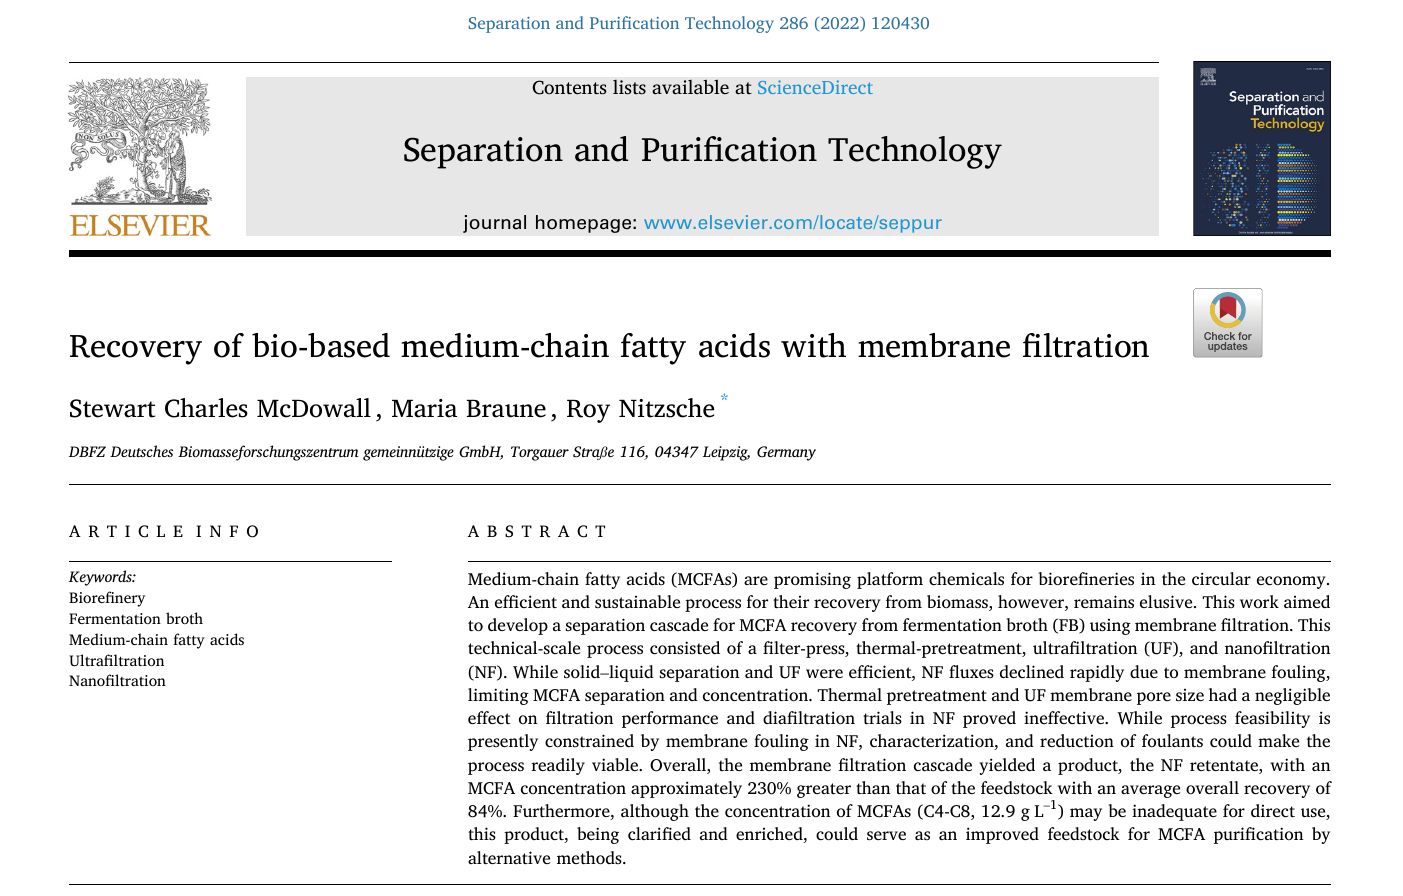 Separation and Purification Technology 286 (2022) 120430
Contents lists available at ScienceDirect
Separation and Purification Technology
journal homepage: www.elsevier.com/locate/seppur
NON SOLUS
ELSEVIER
Separation and
Purification
Technology
Check for
updates
Recovery of bio-based medium-chain fatty acids with membrane filtration
Stewart Charles McDowall, Maria Braune, Roy Nitzsche *
DBFZ Deutsches Biomasseforschungszentrum gemeinnützige GmbH, Torgauer Straße 116, 04347 Leipzig, Germany
A R T I C L E I N F O
Keywords:
Biorefinery
Fermentation broth
Medium-chain fatty acids
Ultrafiltration
Nanofiltration
A B S T R A C T
Medium-chain fatty acids (MCFAs) are promising platform chemicals for biorefineries in the circular economy.
An efficient and sustainable process for their recovery from biomass, however, remains elusive. This work aimed
to develop a separation cascade for MCFA recovery from fermentation broth (FB) using membrane filtration. This
technical-scale process consisted of a filter-press, thermal-pretreatment, ultrafiltration (UF), and nanofiltration
(NF). While solid–liquid separation and UF were efficient, NF fluxes declined rapidly due to membrane fouling,
limiting MCFA separation and concentration. Thermal pretreatment and UF membrane pore size had a negligible
effect on filtration performance and diafiltration trials in NF proved ineffective. While process feasibility is
presently constrained by membrane fouling in NF, characterization, and reduction of foulants could make the
process readily viable. Overall, the membrane filtration cascade yielded a product, the NF retentate, with an
MCFA concentration approximately 230% greater than that of the feedstock with an average overall recovery of
84%. Furthermore, although the concentration of MCFAs (C4-C8, 12.9 g L⁻¹) may be inadequate for direct use,
this product, being clarified and enriched, could serve as an improved feedstock for MCFA purification by
alternative methods.